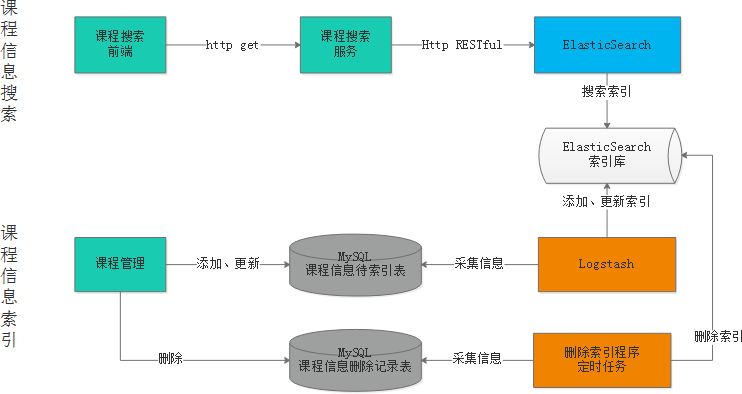 课程信息搜索
课程搜索
前端
http get
课程搜索
服务
Http RESTful
ElasticSearch
搜索索引
ElasticSearch
索引库
添加、更新索引
课程信息索引
课程管理
添加、更新
MySQL
课程信息待索引表
采集信息
Logstash
删除索引
删除
MySQL
课程信息删除记录表
采集信息
删除索引程序
定时任务